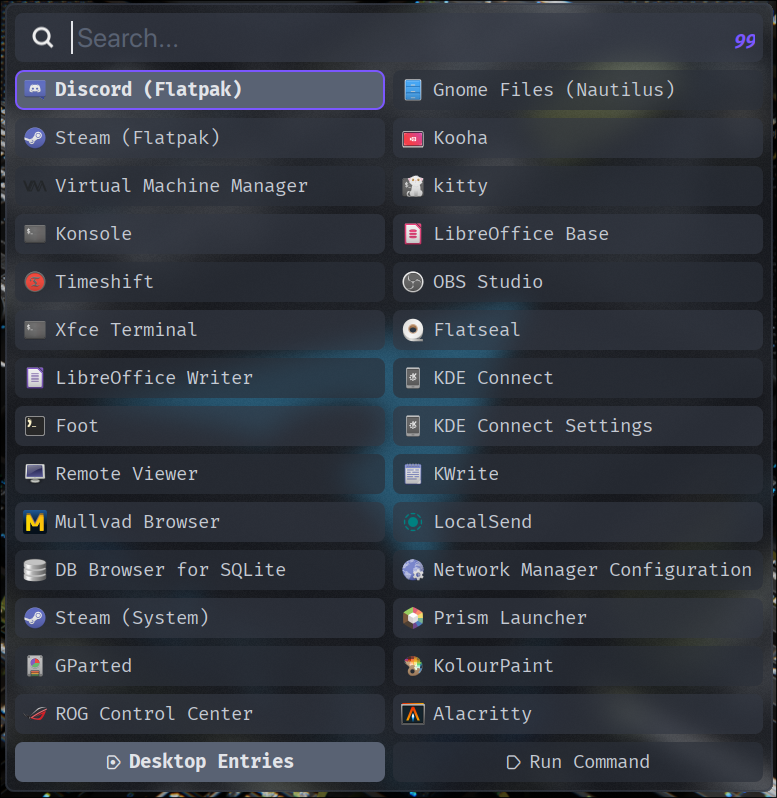 Search...
99
Discord (Flatpak)
Steam (Flatpak)
Virtual Machine Manager
Konsole
Timeshift
Xfce Terminal
LibreOffice Writer
Foot
Remote Viewer
Mullvad Browser
DB Browser for SQLite
Steam (System)
GParted
ROG Control Center
Gnome Files (Nautilus)
Kooha
kitty
LibreOffice Base
OBS Studio
Flatseal
KDE Connect
KDE Connect Settings
KWrite
LocalSend
Network Manager Configuration
Prism Launcher
KolourPaint
Alacritty
Desktop Entries
Run Command